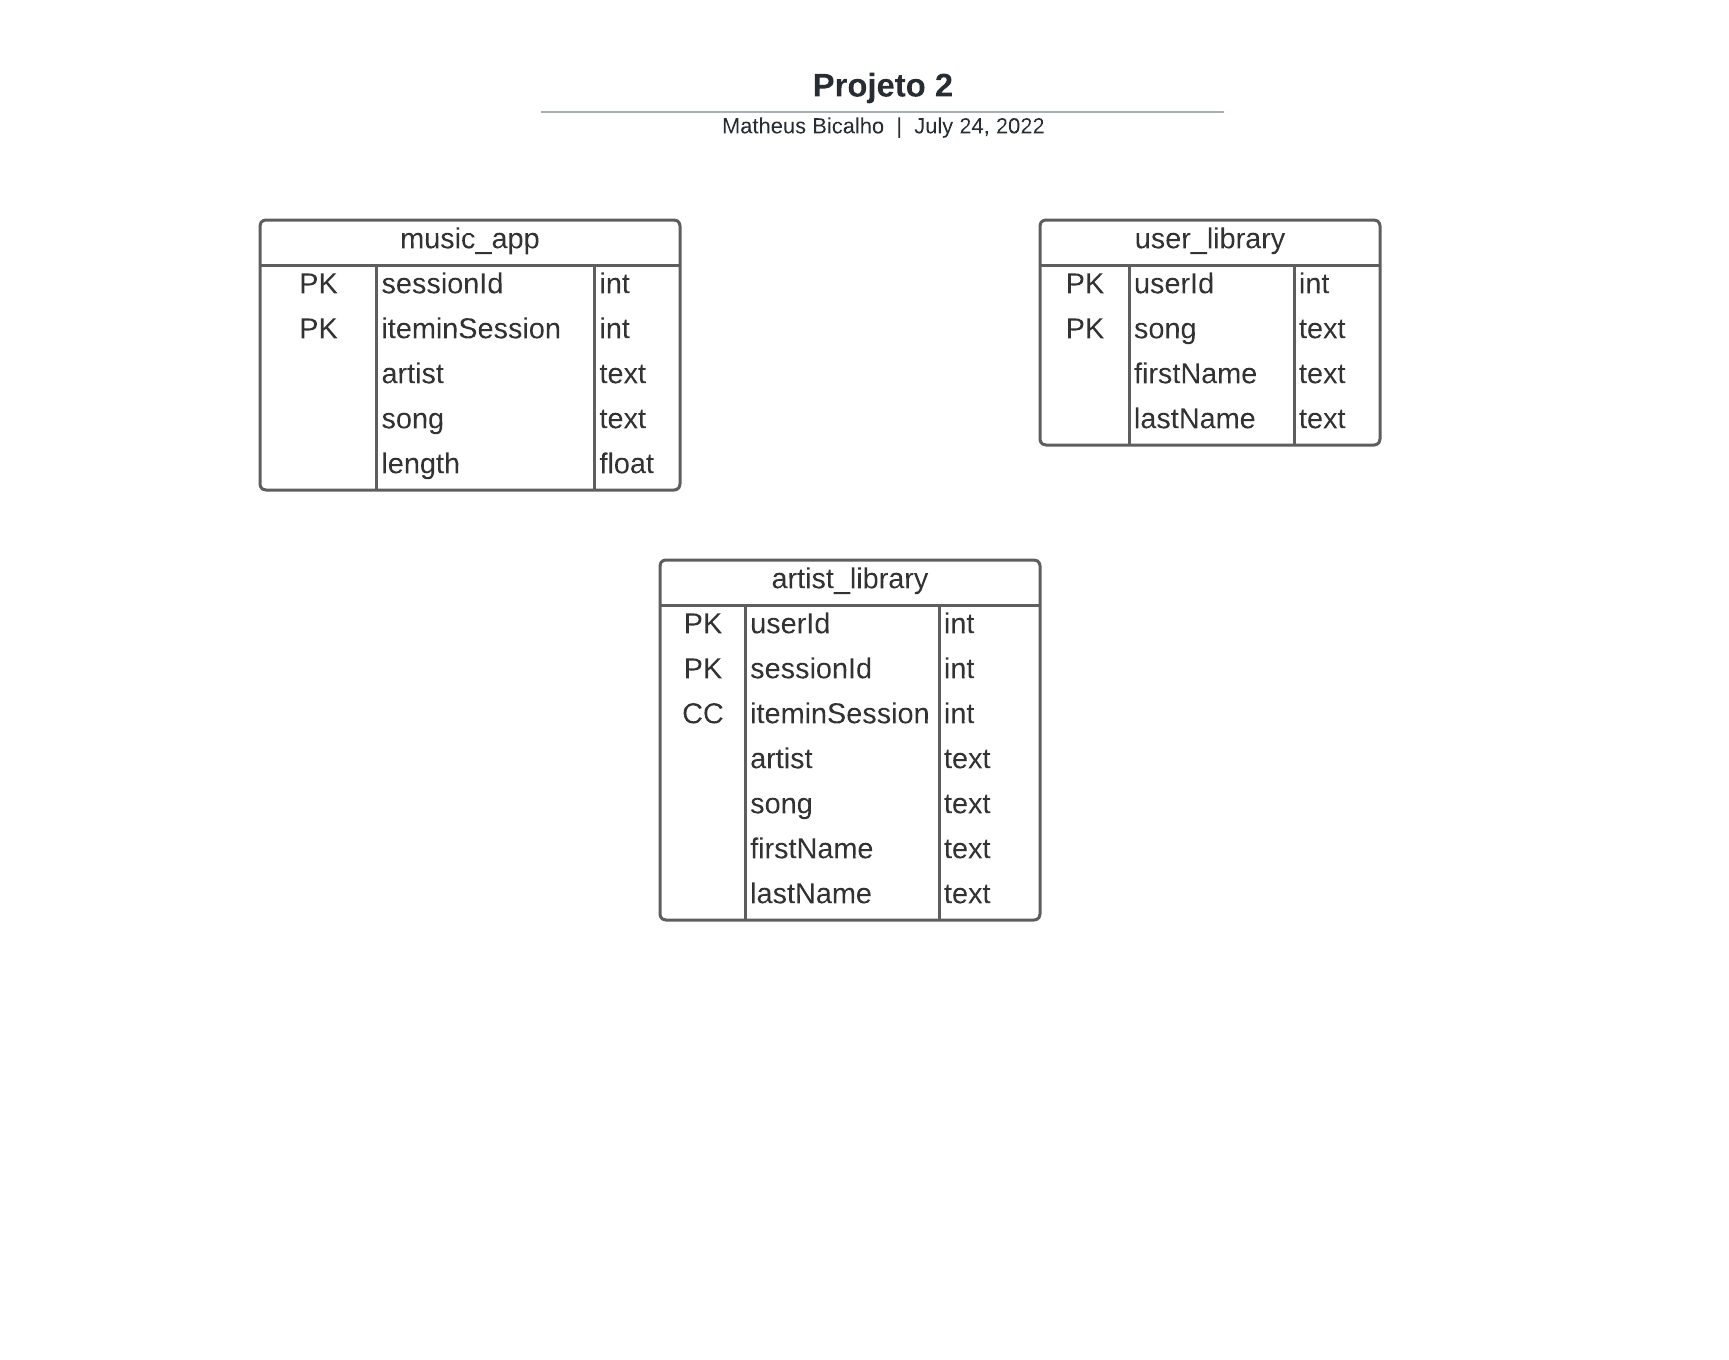 Projeto 2
Matheus Bicalho | July 24, 2022
music_app
PK sessionId int
PK iteminSession int
artist text
song text
length float
user_library
PK userId int
PK song text
firstName text
lastName text
artist_library
PK userId int
PK sessionId int
CC iteminSession int
artist text
song text
firstName text
lastName text